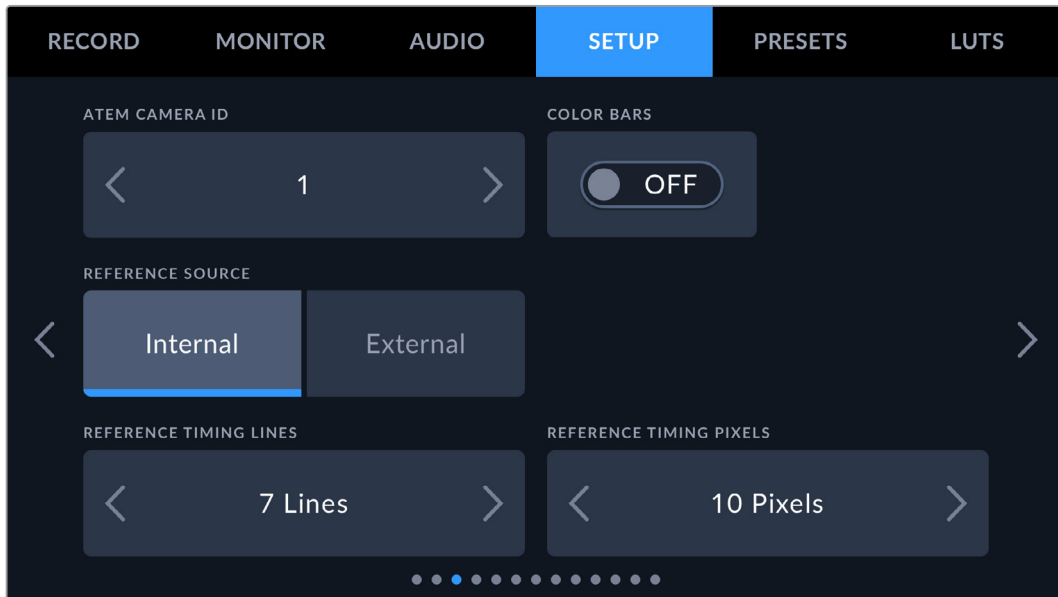 RECORD MONITOR AUDIO SETUP PRESETS LUTS
ATEM CAMERA ID
COLOR BARS
1
OFF
REFERENCE SOURCE
Internal
External
REFERENCE TIMING LINES
REFERENCE TIMING PIXELS
7 Lines
10 Pixels